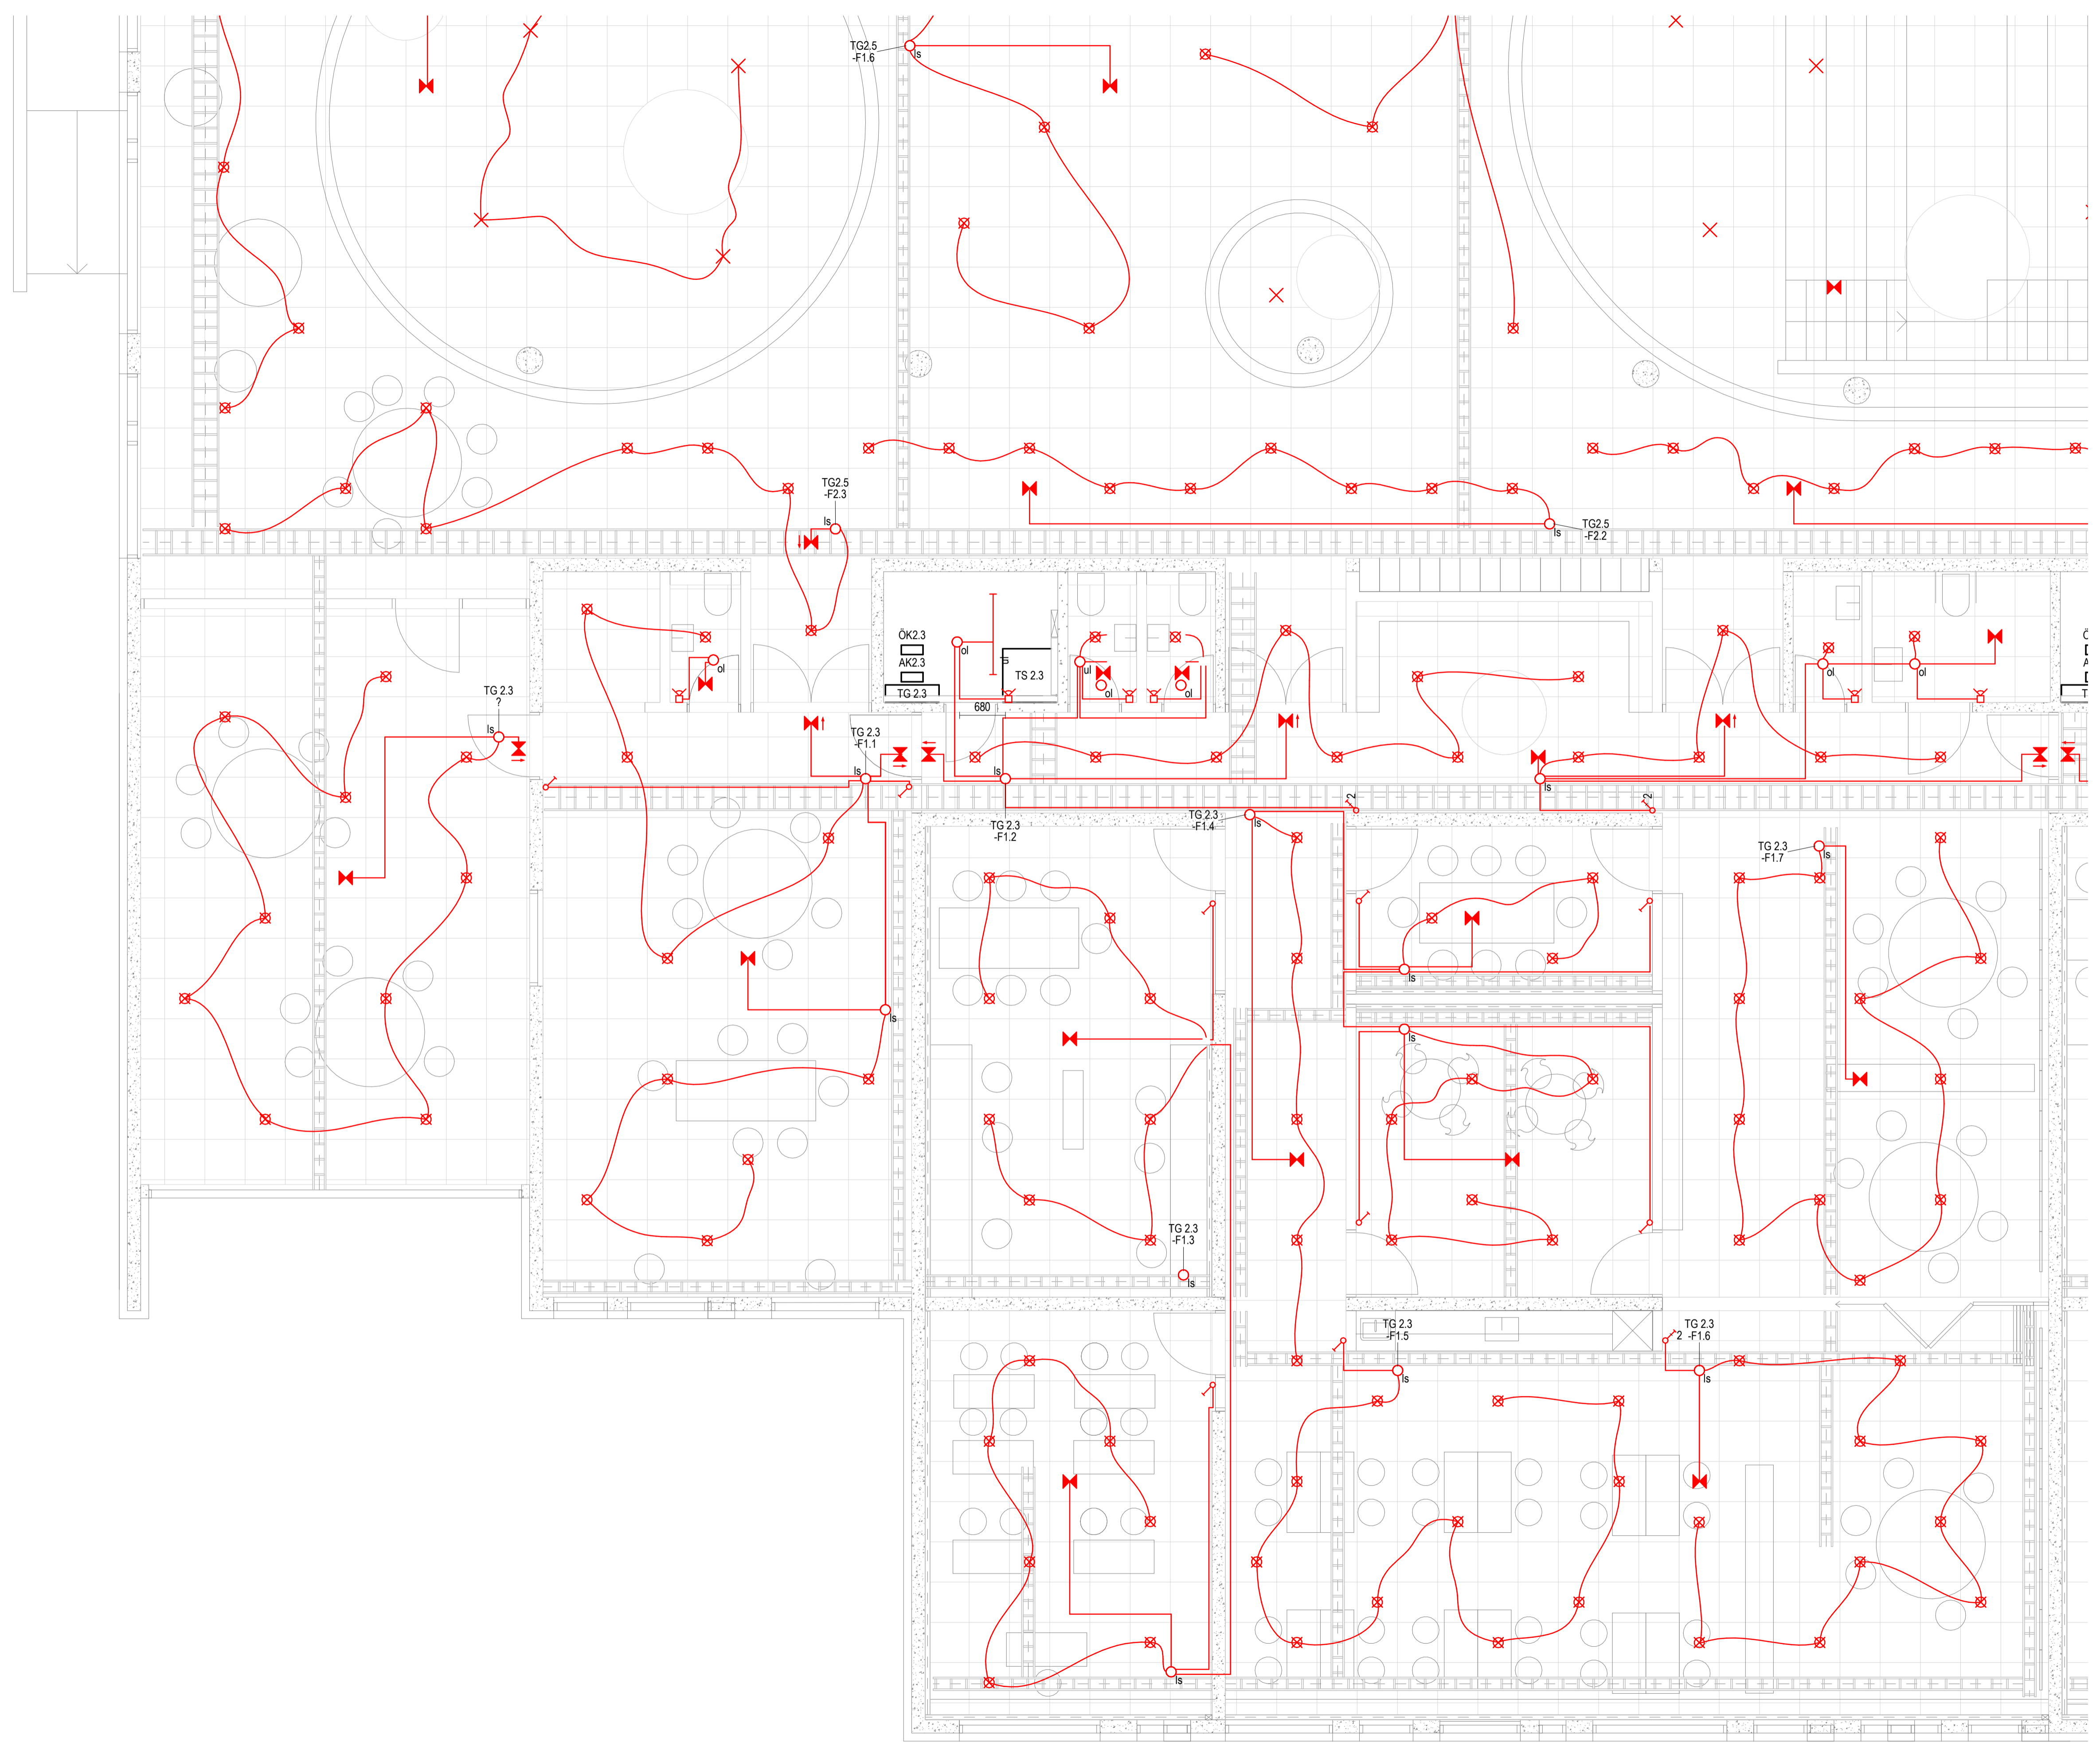 TG2.5
-F1.6
ls
TG2.5
-F2.3
ls
TG2.5
-F2.2
ls
ÖK2.3
AK2.3
TG 2.3
ol
TS 2.3
680
ol
ul
ol
ol
ol
ol
TG 2.3
?
ls
TG 2.3
-F1.1
ls
ls
TG 2.3
-F1.2
2
2
ls
TG 2.3
-F1.4
ls
TG 2.3
-F1.7
ls
ls
ls
ls
TG 2.3
-F1.3
ls
TG 2.3
-F1.5
ls
2
TG 2.3
-F1.6
ls
ls